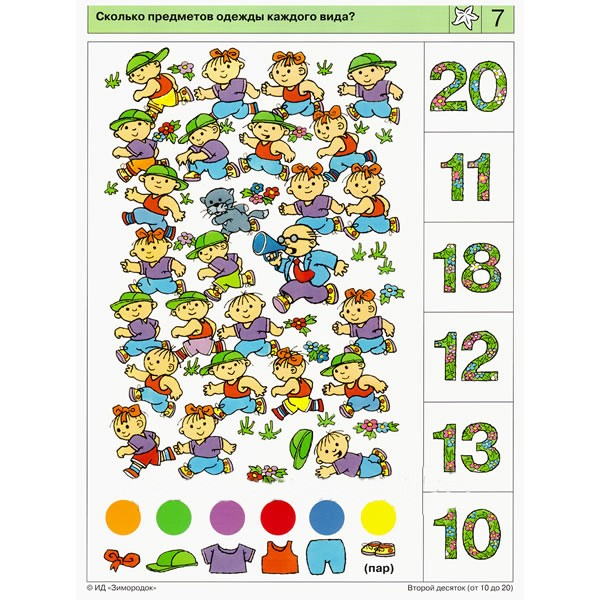 Сколько предметов одежды каждого вида?
7
20
11
18
12
13
10
(пар)
© ИД «Зимородок»
Второй десяток (от 10 до 20)